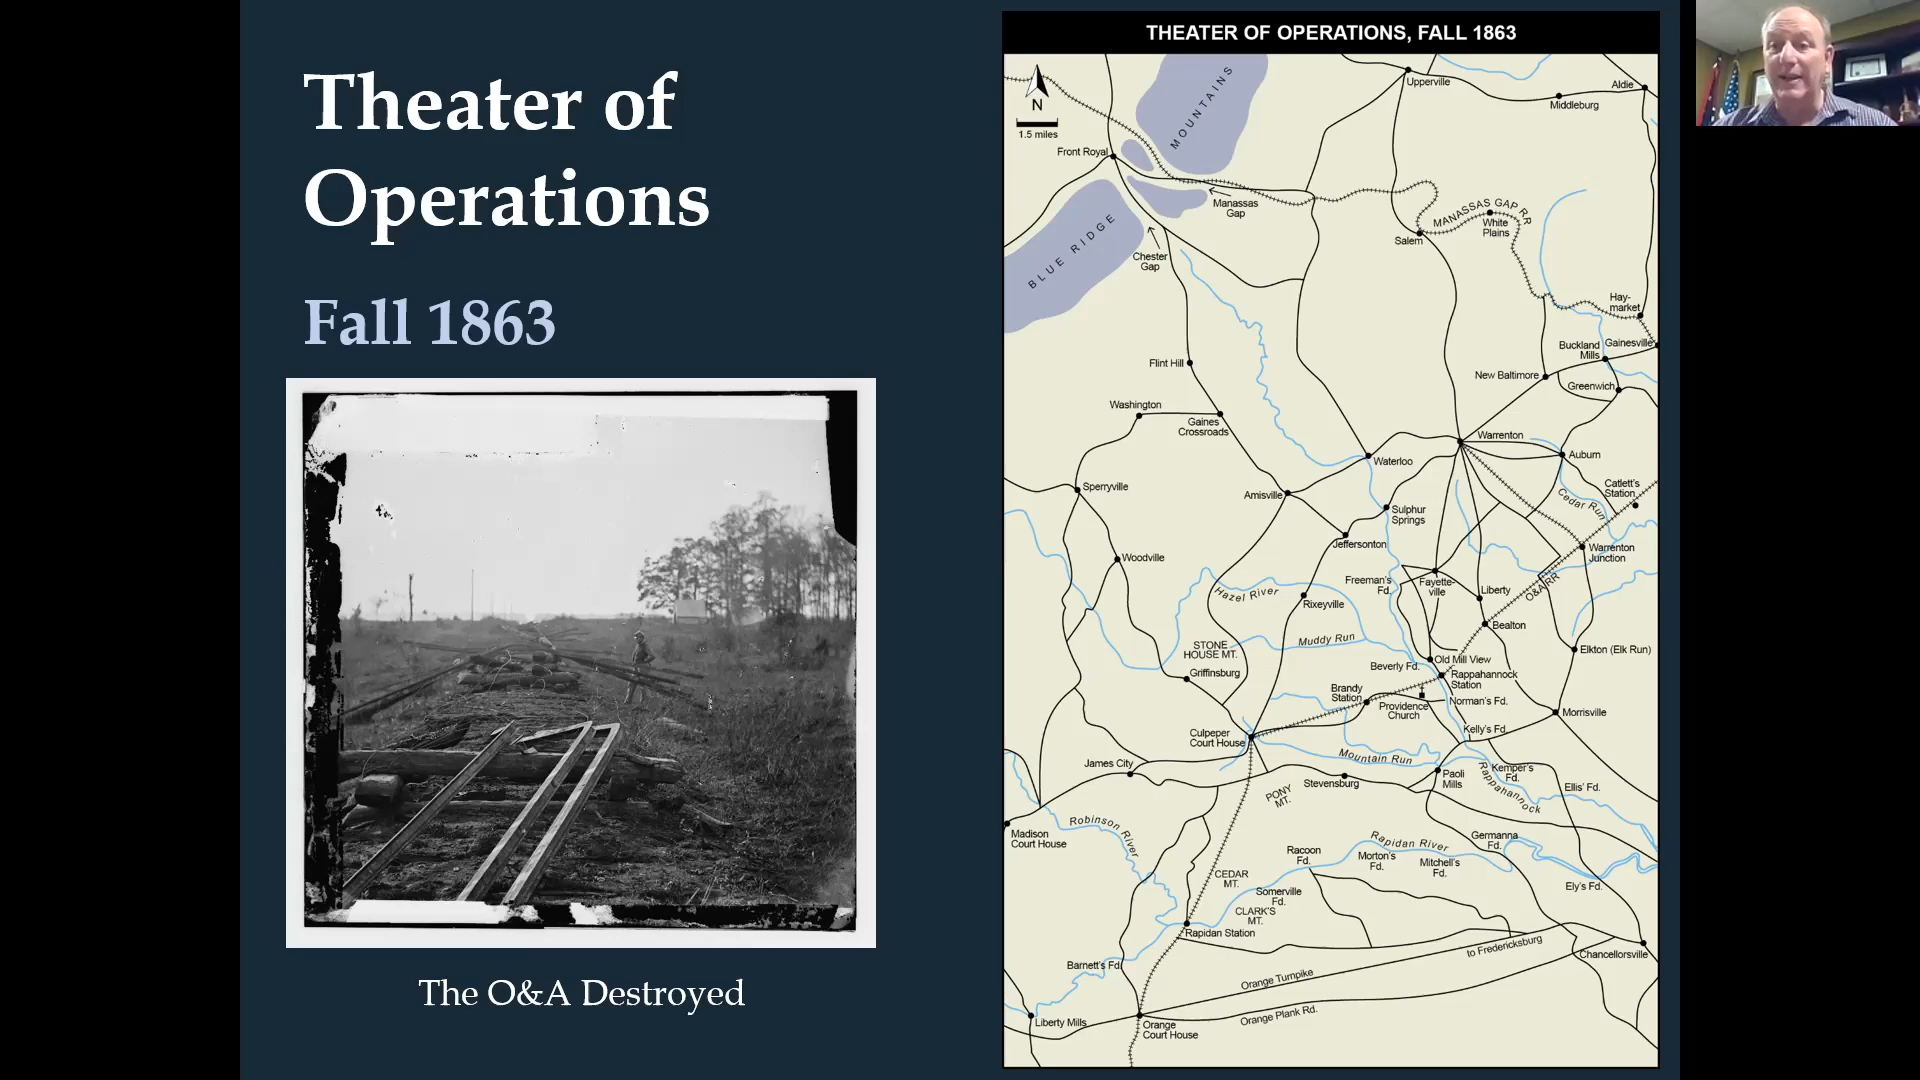 Theater of
Operations
Fall 1863
The O&A Destroyed
THEATER OF OPERATIONS, FALL 1863
N
1.5 miles
MOUNTAINS
BLUE RIDGE
Upperville
Aldie
Middleburg
Front Royal
Manassas
Gap
Chester
Gap
MANASSAS GAP RR
White
Plains
Salem
Hay-
market
Buckland
Mills
Gainesville
New Baltimore
Greenwich
Flint Hill
Washington
Gaines
Crossroads
Warrenton
Auburn
Waterloo
Catlett's
Station
Cedar Run
Sperryville
Amisville
Sulphur
Springs
Jeffersonton
Warrenton
Junction
Woodville
Freeman's
Fd.
Fayette-
ville
Liberty
O&ARR
Hazel River
Rixeyville
Bealton
Muddy Run
STONE
HOUSE MT.
Elkton (Elk Run)
Beverly Fd.
Old Mill View
Griffinsburg
Rappahannock
Station
Brandy
Station
Providence
Church
Norman's Fd.
Morrisville
Culpeper
Court House
Kelly's Fd.
James City
Mountain Run
Stevensburg
Paoli
Mills
Kemper's
Fd.
Rappahannock
Ellis' Fd.
PONY
MT.
Madison
Court House
Robinson River
Rapidan River
Germanna
Fd.
Racoon
Fd.
Morton's
Fd.
Mitchell's
Fd.
CEDAR
MT.
Somerville
Fd.
Ely's Fd.
CLARK'S
MT.
Rapidan Station
to Fredericksburg
Chancellorsville
Barnett's Fd.
Orange Turnpike
Orange Plank Rd.
Liberty Mills
Orange
Court House